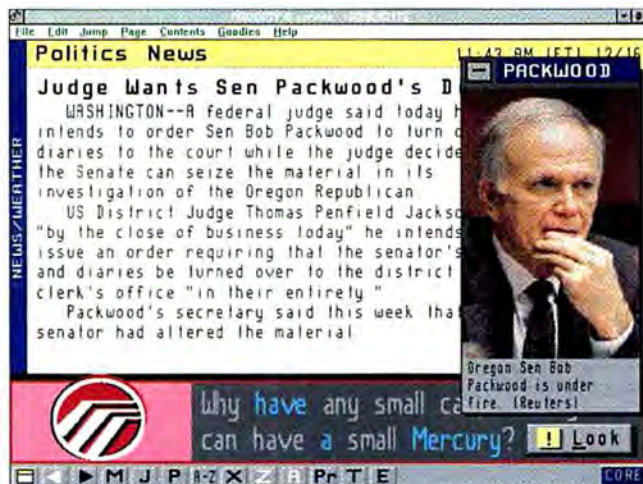 File Edit Jump Page Contents Goodies Help
Politics News
11:43 AM (ET) 12/16
Judge Wants Sen Packwood's D
WASHINGTON--A federal judge said today h
intends to order Sen Bob Packwood to turn o
diaries to the court while the judge decide
the Senate can seize the material in its
investigation of the Oregon Republican
US District Judge Thomas Penfield Jackso
"by the close of business today" he intends
issue an order requiring that the senator's
and diaries be turned over to the district
clerk's office "in their entirety "
Packwood's secretary said this week tha
senator had altered the material
NEWS/WEATHER
PACKWOOD
Oregon Sen Bob
Packwood is under
fire. (Reuters)
Why have any small ca
can have a small Mercury?
! Look
M J P A-Z X Z A Pr T E
CORE